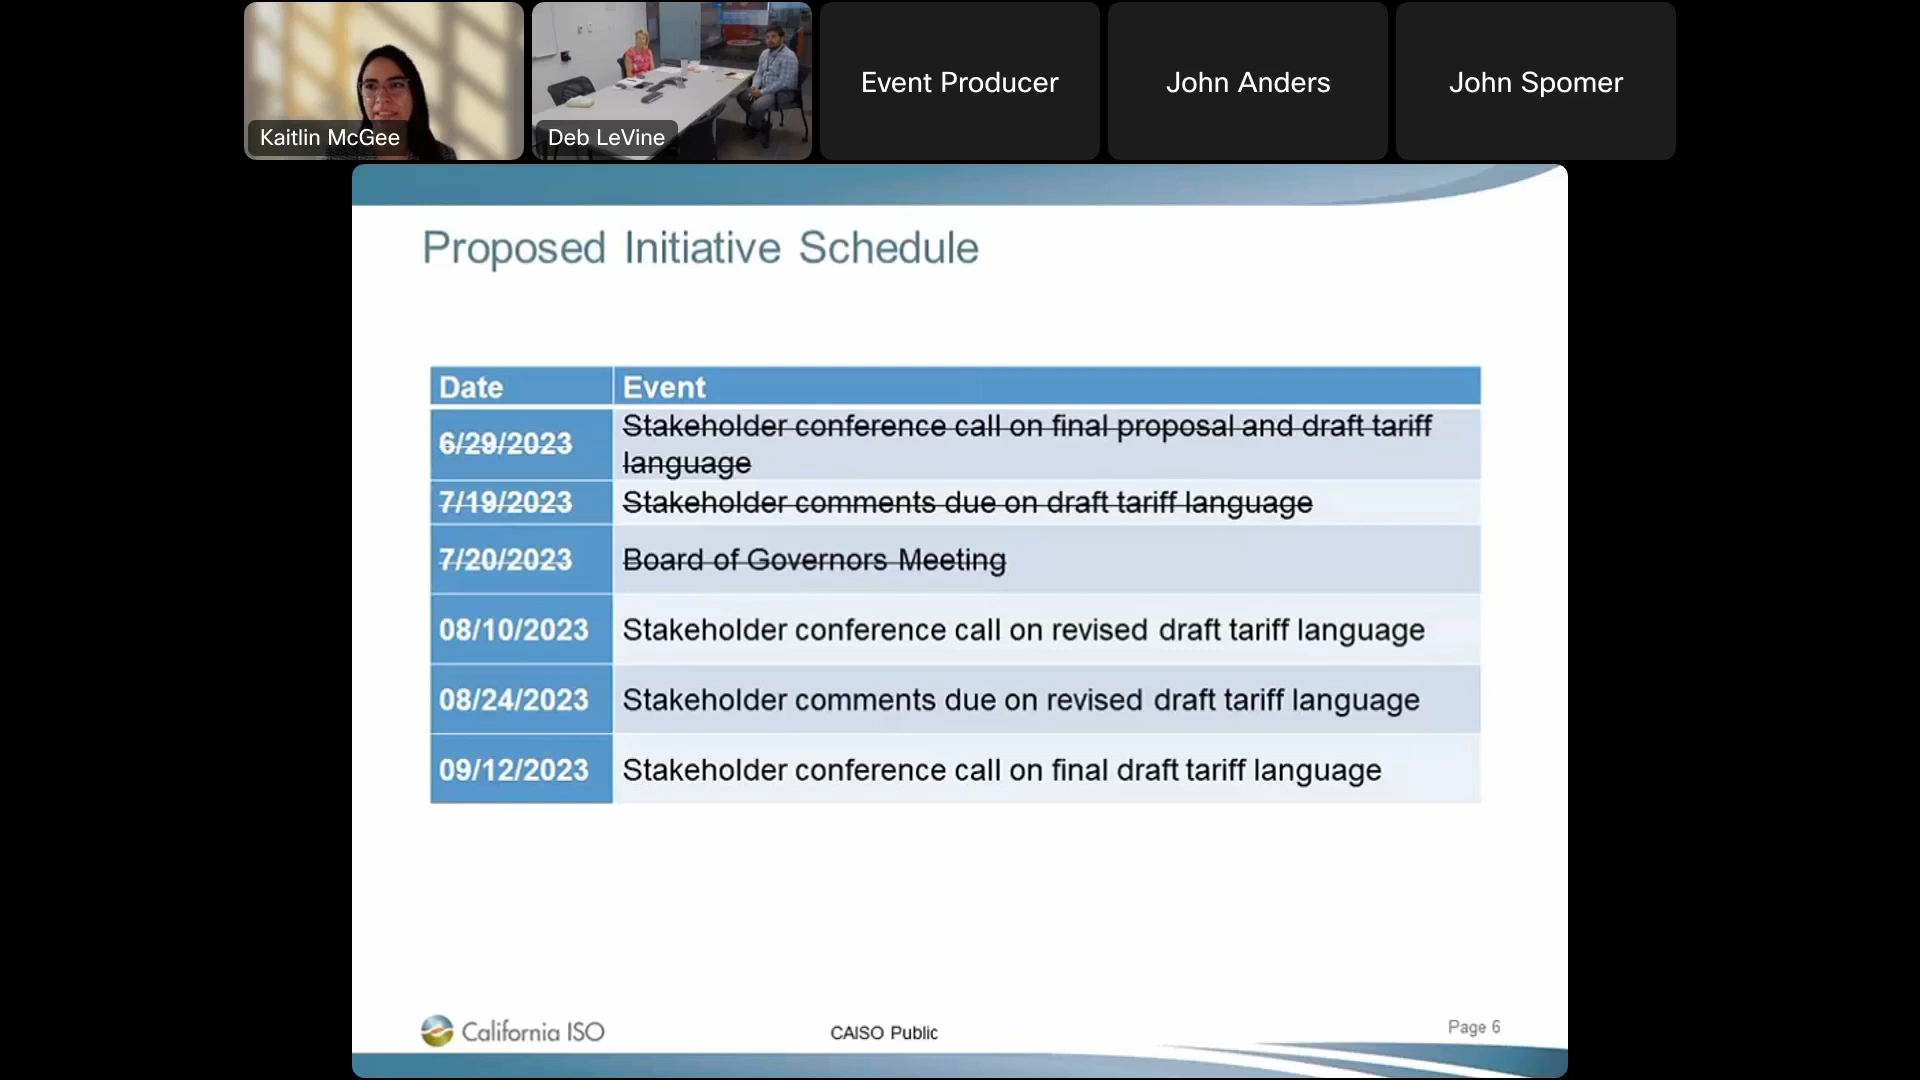 Kaitlin McGee
Deb LeVine
Event Producer
John Anders
John Spomer
Proposed Initiative Schedule
Date
Event
6/29/2023
Stakeholder conference call on final proposal and draft tariff
language
7/19/2023
Stakeholder comments due on draft tariff language
7/20/2023
Board of Governors Meeting
08/10/2023
Stakeholder conference call on revised draft tariff language
08/24/2023
Stakeholder comments due on revised draft tariff language
09/12/2023
Stakeholder conference call on final draft tariff language
California ISO
CAISO Public
Page 6